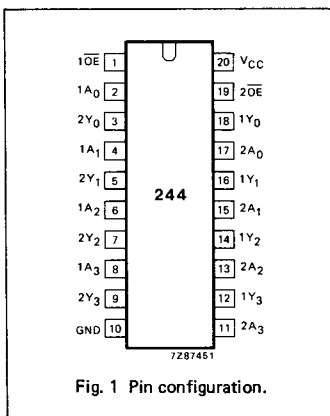 1OE 1 20 VCC
1A0 2 19 2OE
2Y0 3 18 1Y0
1A1 4 17 2A0
2Y1 5 16 1Y1
244
1A2 6 15 2A1
2Y2 7 14 1Y2
1A3 8 13 2A2
2Y3 9 12 1Y3
GND 10 11 2A3
7Z87451
Fig. 1 Pin configuration.